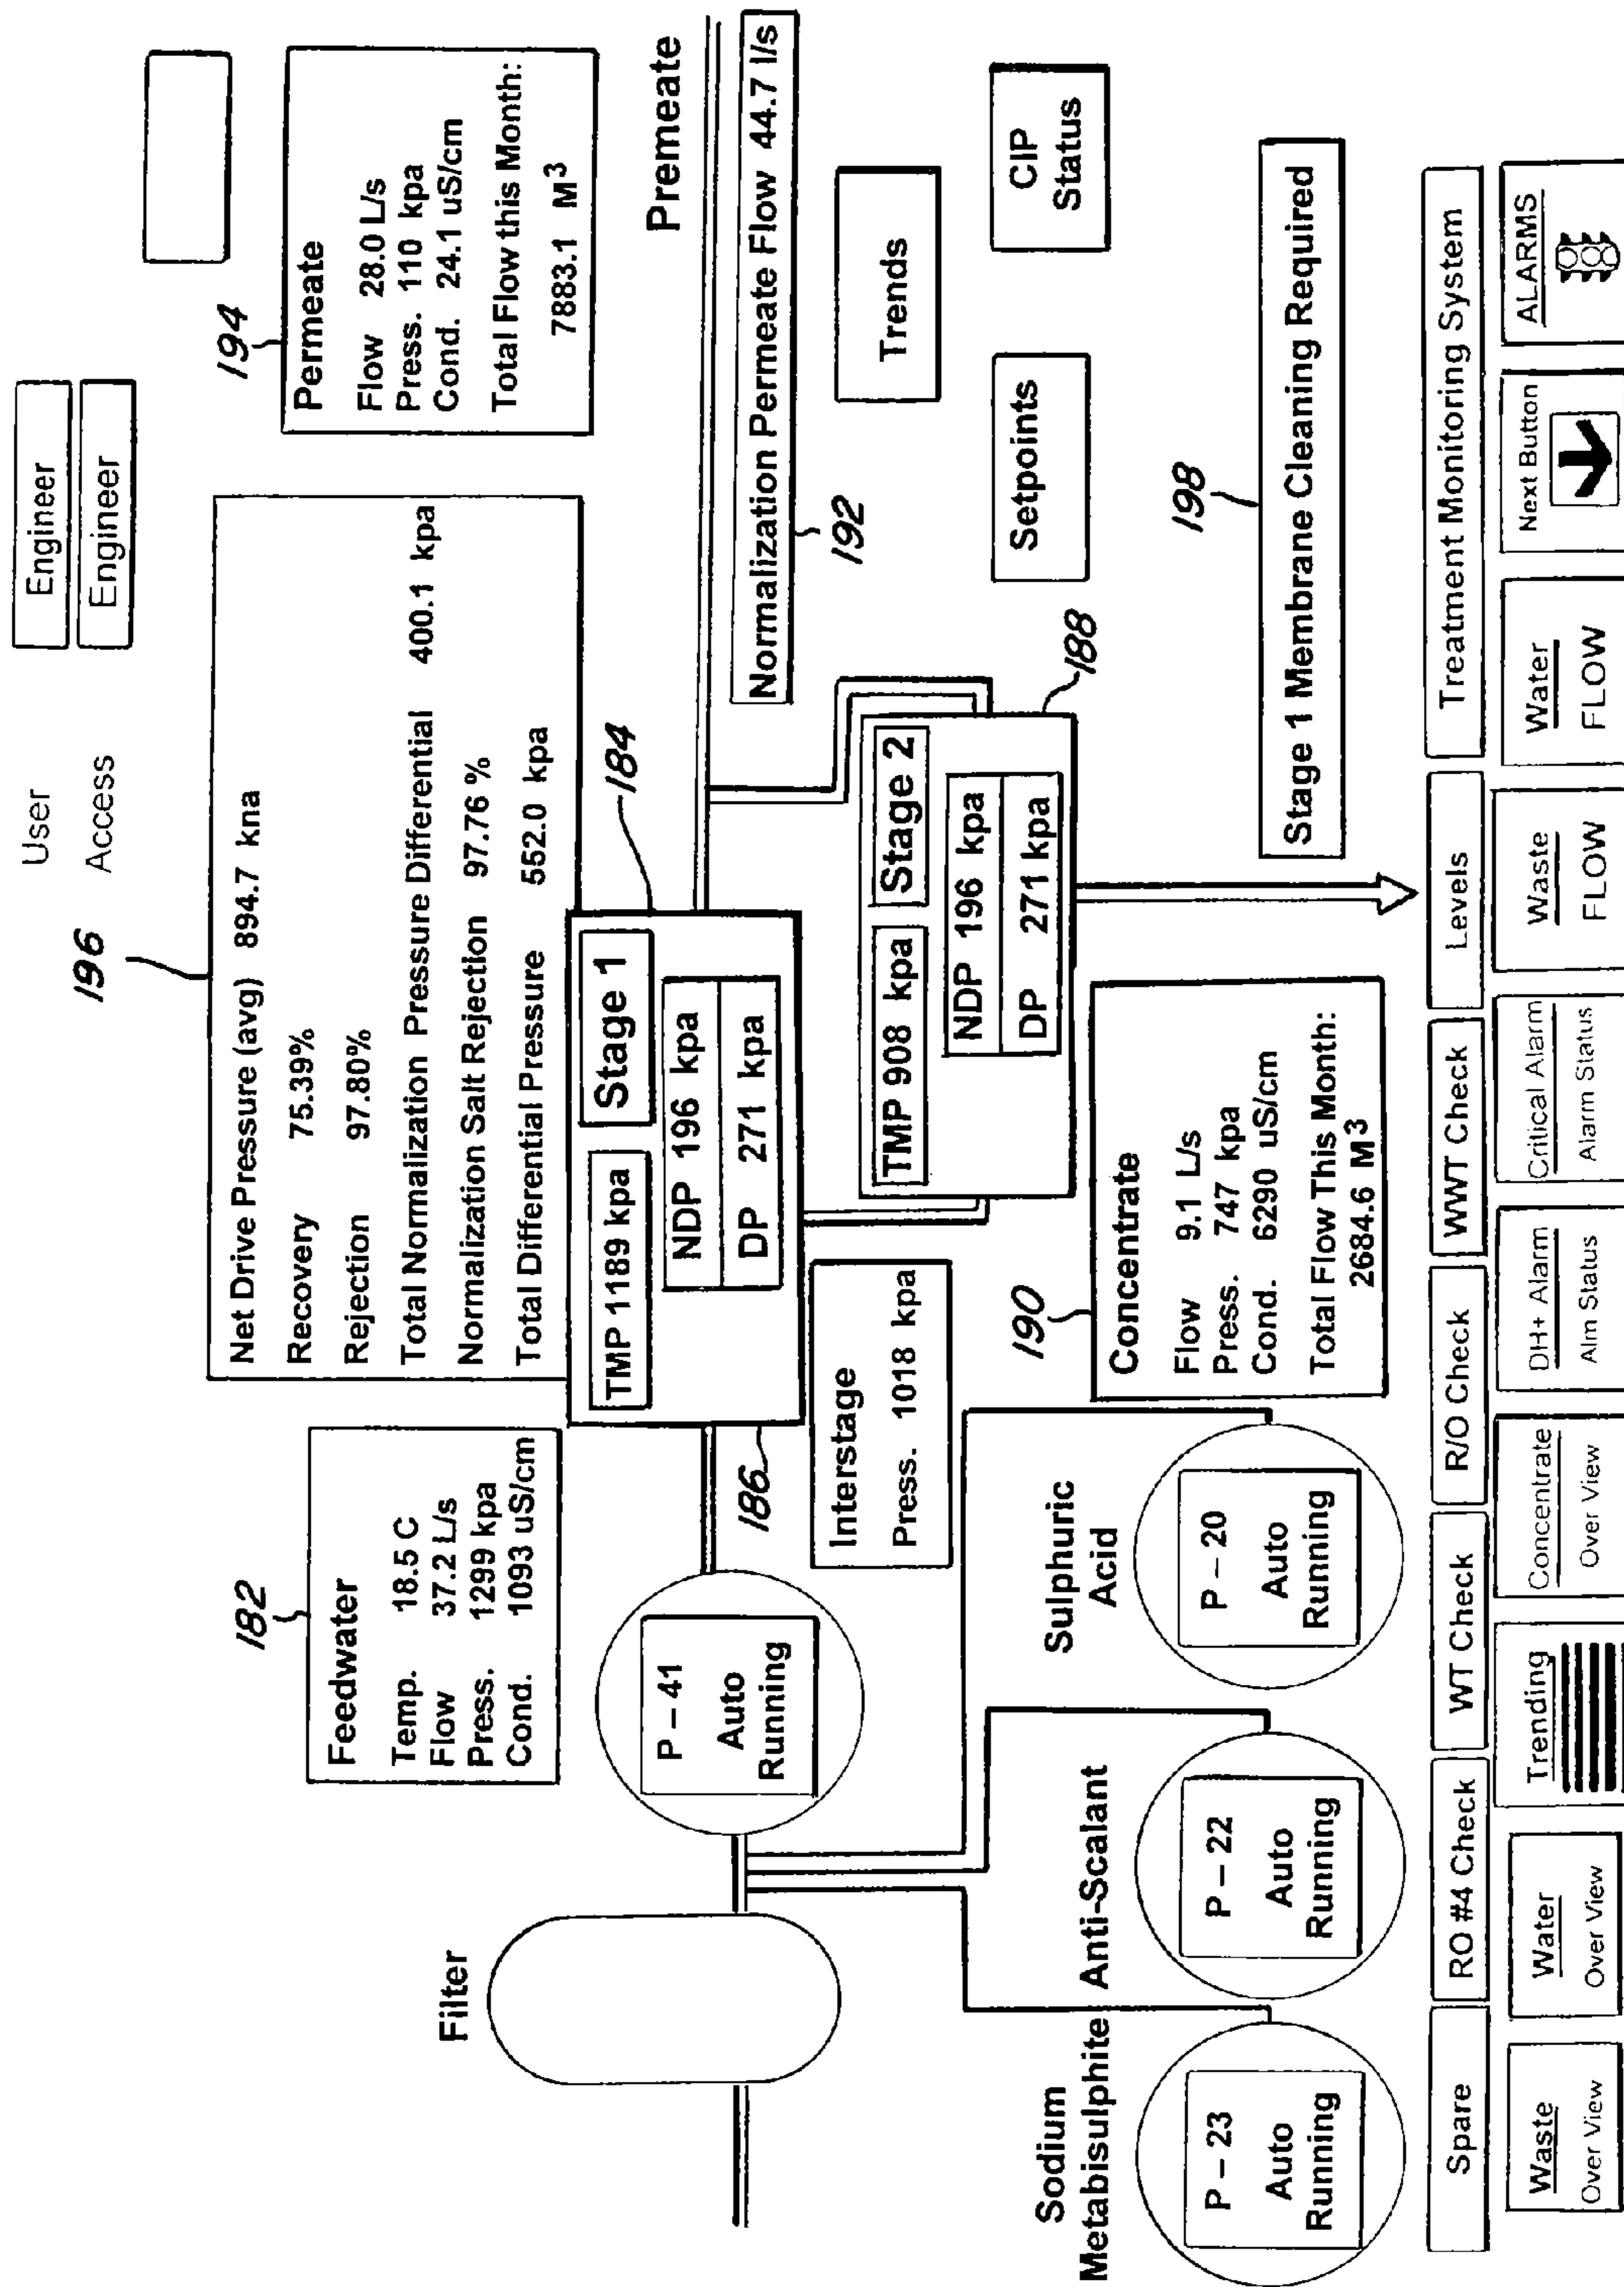 User
Engineer
Access
Engineer
196
194
182
Net Drive Pressure (avg) 894.7 kna
Recovery 75.39%
Rejection 97.80%
Total Normalization Pressure Differential 400.1 kpa
Normalization Salt Rejection 97.76 %
Total Differential Pressure 552.0 kpa
Permeate
Flow 28.0 L/s
Press. 110 kpa
Cond. 24.1 uS/cm
Total Flow this Month:
7883.1 M³
Feedwater
Temp. 18.5 C
Flow 37.2 L/s
Press. 1299 kpa
Cond. 1093 uS/cm
Filter
P – 41
Auto
Running
TMP 1189 kpa
Stage 1
NDP 196 kpa
DP 271 kpa
184
186
Premeate
Normalization Permeate Flow 44.7 l/s
192
Interstage
Press. 1018 kpa
TMP 908 kpa
Stage 2
NDP 196 kpa
DP 271 kpa
188
Trends
Setpoints
CIP
Status
190
Concentrate
Flow 9.1 L/s
Press. 747 kpa
Cond. 6290 uS/cm
Total Flow This Month:
2684.6 M³
198
Stage 1 Membrane Cleaning Required
Sodium
Metabisulphite
P – 23
Auto
Running
Anti-Scalant
P – 22
Auto
Running
Sulphuric
Acid
P – 20
Auto
Running
Spare
RO #4 Check
WT Check
R/O Check
WWT Check
Levels
Treatment Monitoring System
Waste
Over View
Water
Over View
Trending
Concentrate
Over View
DH+ Alarm
Alm Status
Critical Alarm
Alarm Status
Waste
FLOW
Water
FLOW
Next Button
ALARMS